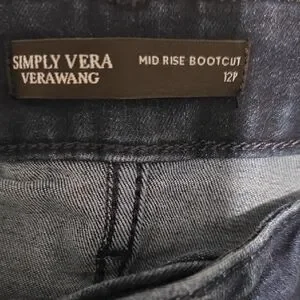 SIMPLY VERA
VERAWANG
MID RISE BOOTCUT
12P